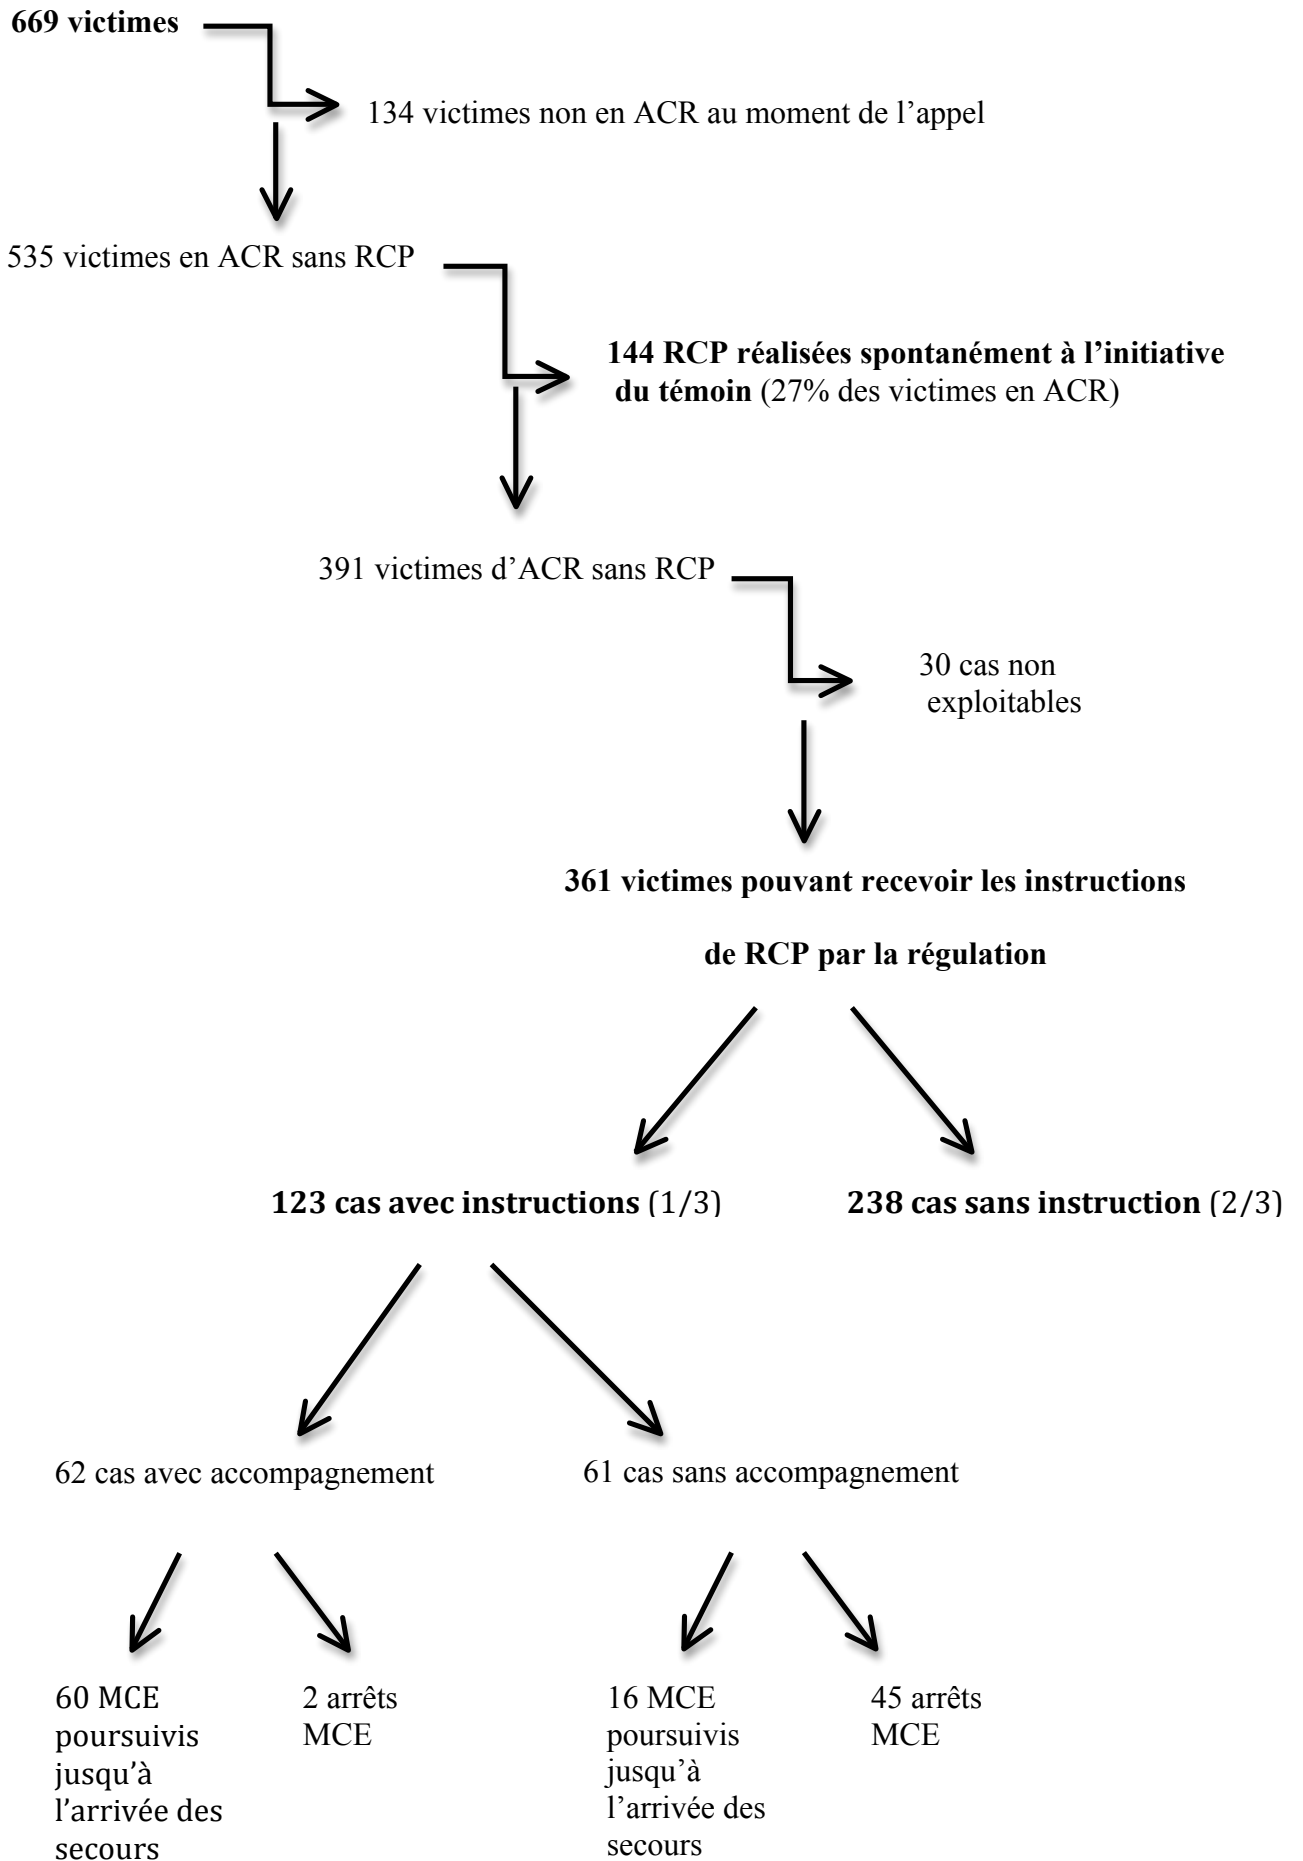 669 victimes
134 victimes non en ACR au moment de l’appel
535 victimes en ACR sans RCP
144 RCP réalisées spontanément à l’initiative
du témoin (27% des victimes en ACR)
391 victimes d’ACR sans RCP
30 cas non
exploitables
361 victimes pouvant recevoir les instructions
de RCP par la régulation
123 cas avec instructions (1/3)
238 cas sans instruction (2/3)
62 cas avec accompagnement
61 cas sans accompagnement
60 MCE
poursuivis
jusqu’à
l’arrivée des
secours
2 arrêts
MCE
16 MCE
poursuivis
jusqu’à
l’arrivée des
secours
45 arrêts
MCE